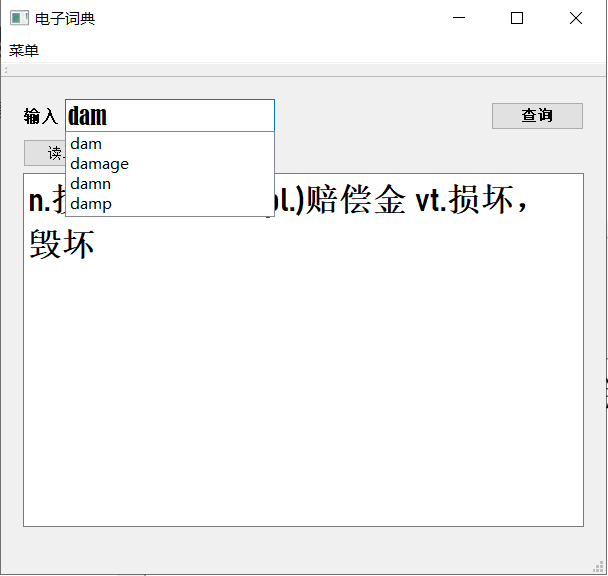 电子词典
菜单
输入 dam 查询
读
dam
damage
damn
damp
n. pl.)赔偿金 vt.损坏，
毁坏